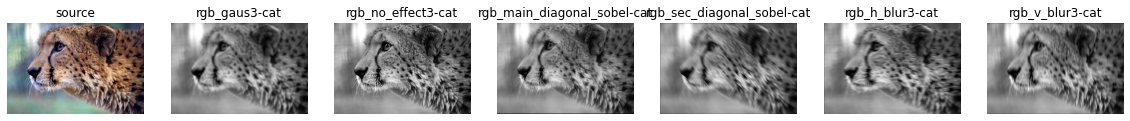 source
rgb_gaus3-cat
rgb_no_effect3-cat
rgb_main_diagonal_sobel-cat
rgb_sec_diagonal_sobel-cat
rgb_h_blur3-cat
rgb_v_blur3-cat